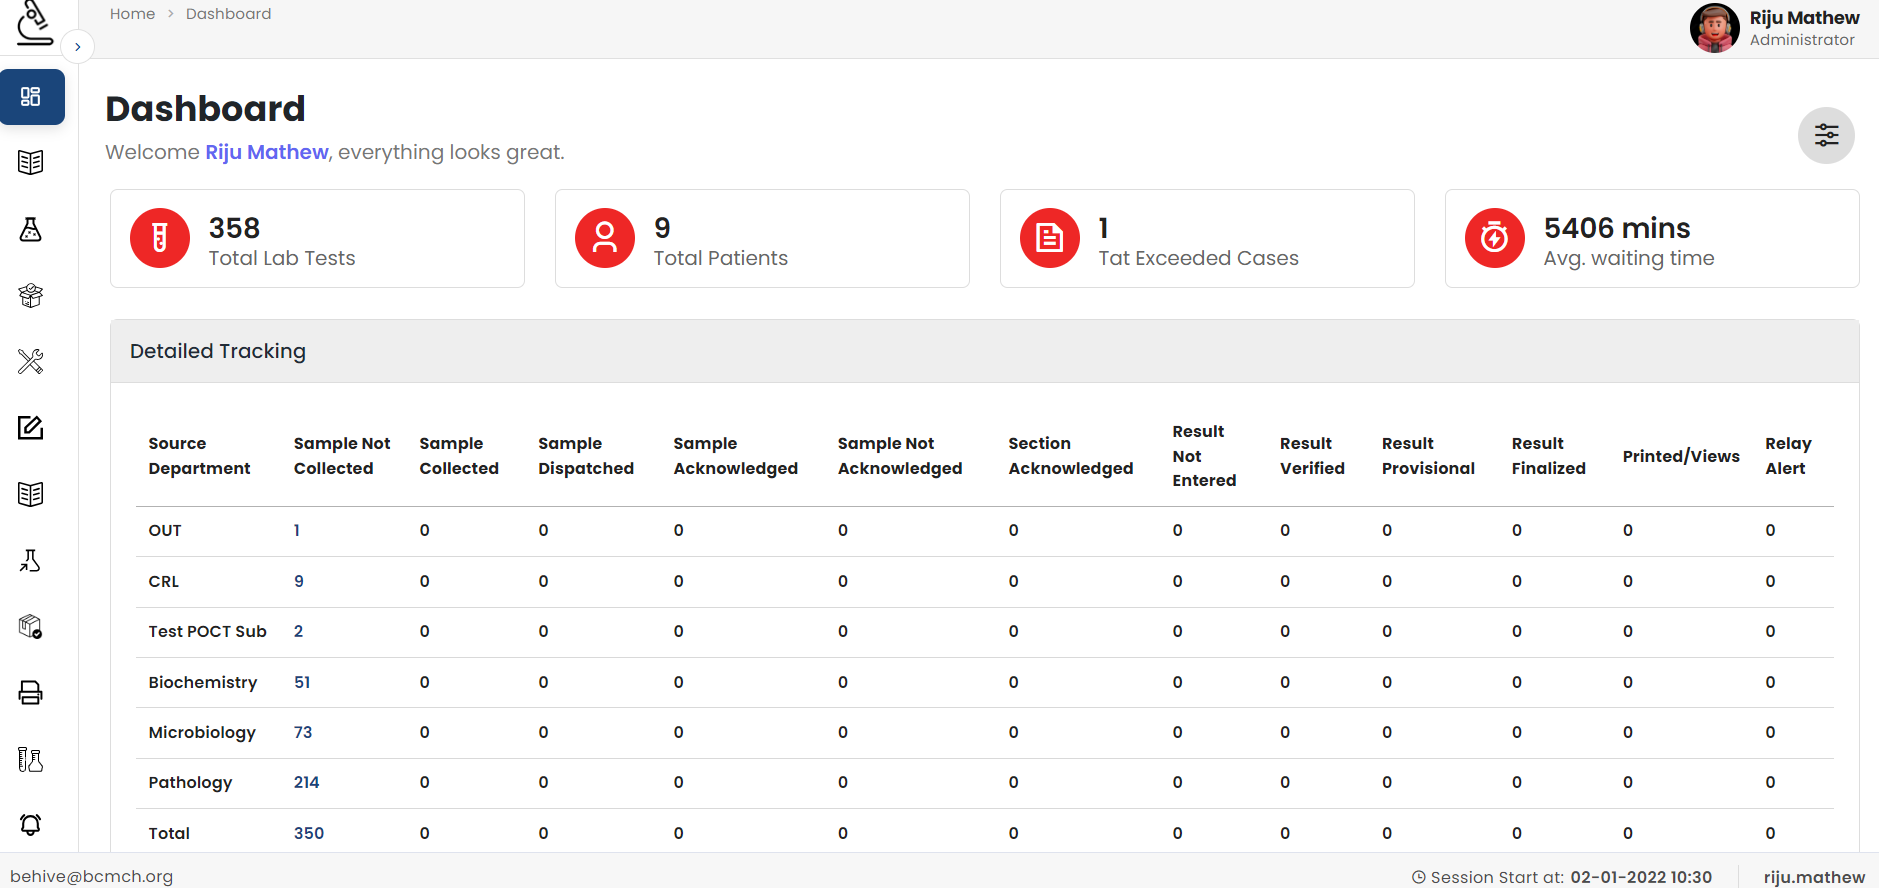 Home > Dashboard
Riju Mathew
Administrator
Dashboard
Welcome Riju Mathew, everything looks great.
358
Total Lab Tests
9
Total Patients
1
Tat Exceeded Cases
5406 mins
Avg. waiting time
Detailed Tracking
Source Department | Sample Not Collected | Sample Collected | Sample Dispatched | Sample Acknowledged | Sample Not Acknowledged | Section Acknowledged | Result Not Entered | Result Verified | Result Provisional | Result Finalized | Printed/Views | Relay Alert
OUT 1 0 0 0 0 0 0 0 0 0 0 0
CRL 9 0 0 0 0 0 0 0 0 0 0 0
Test POCT Sub 2 0 0 0 0 0 0 0 0 0 0 0
Biochemistry 51 0 0 0 0 0 0 0 0 0 0 0
Microbiology 73 0 0 0 0 0 0 0 0 0 0 0
Pathology 214 0 0 0 0 0 0 0 0 0 0 0
Total 350 0 0 0 0 0 0 0 0 0 0 0
behive@bcmch.org
Session Start at: 02-01-2022 10:30
riju.mathew